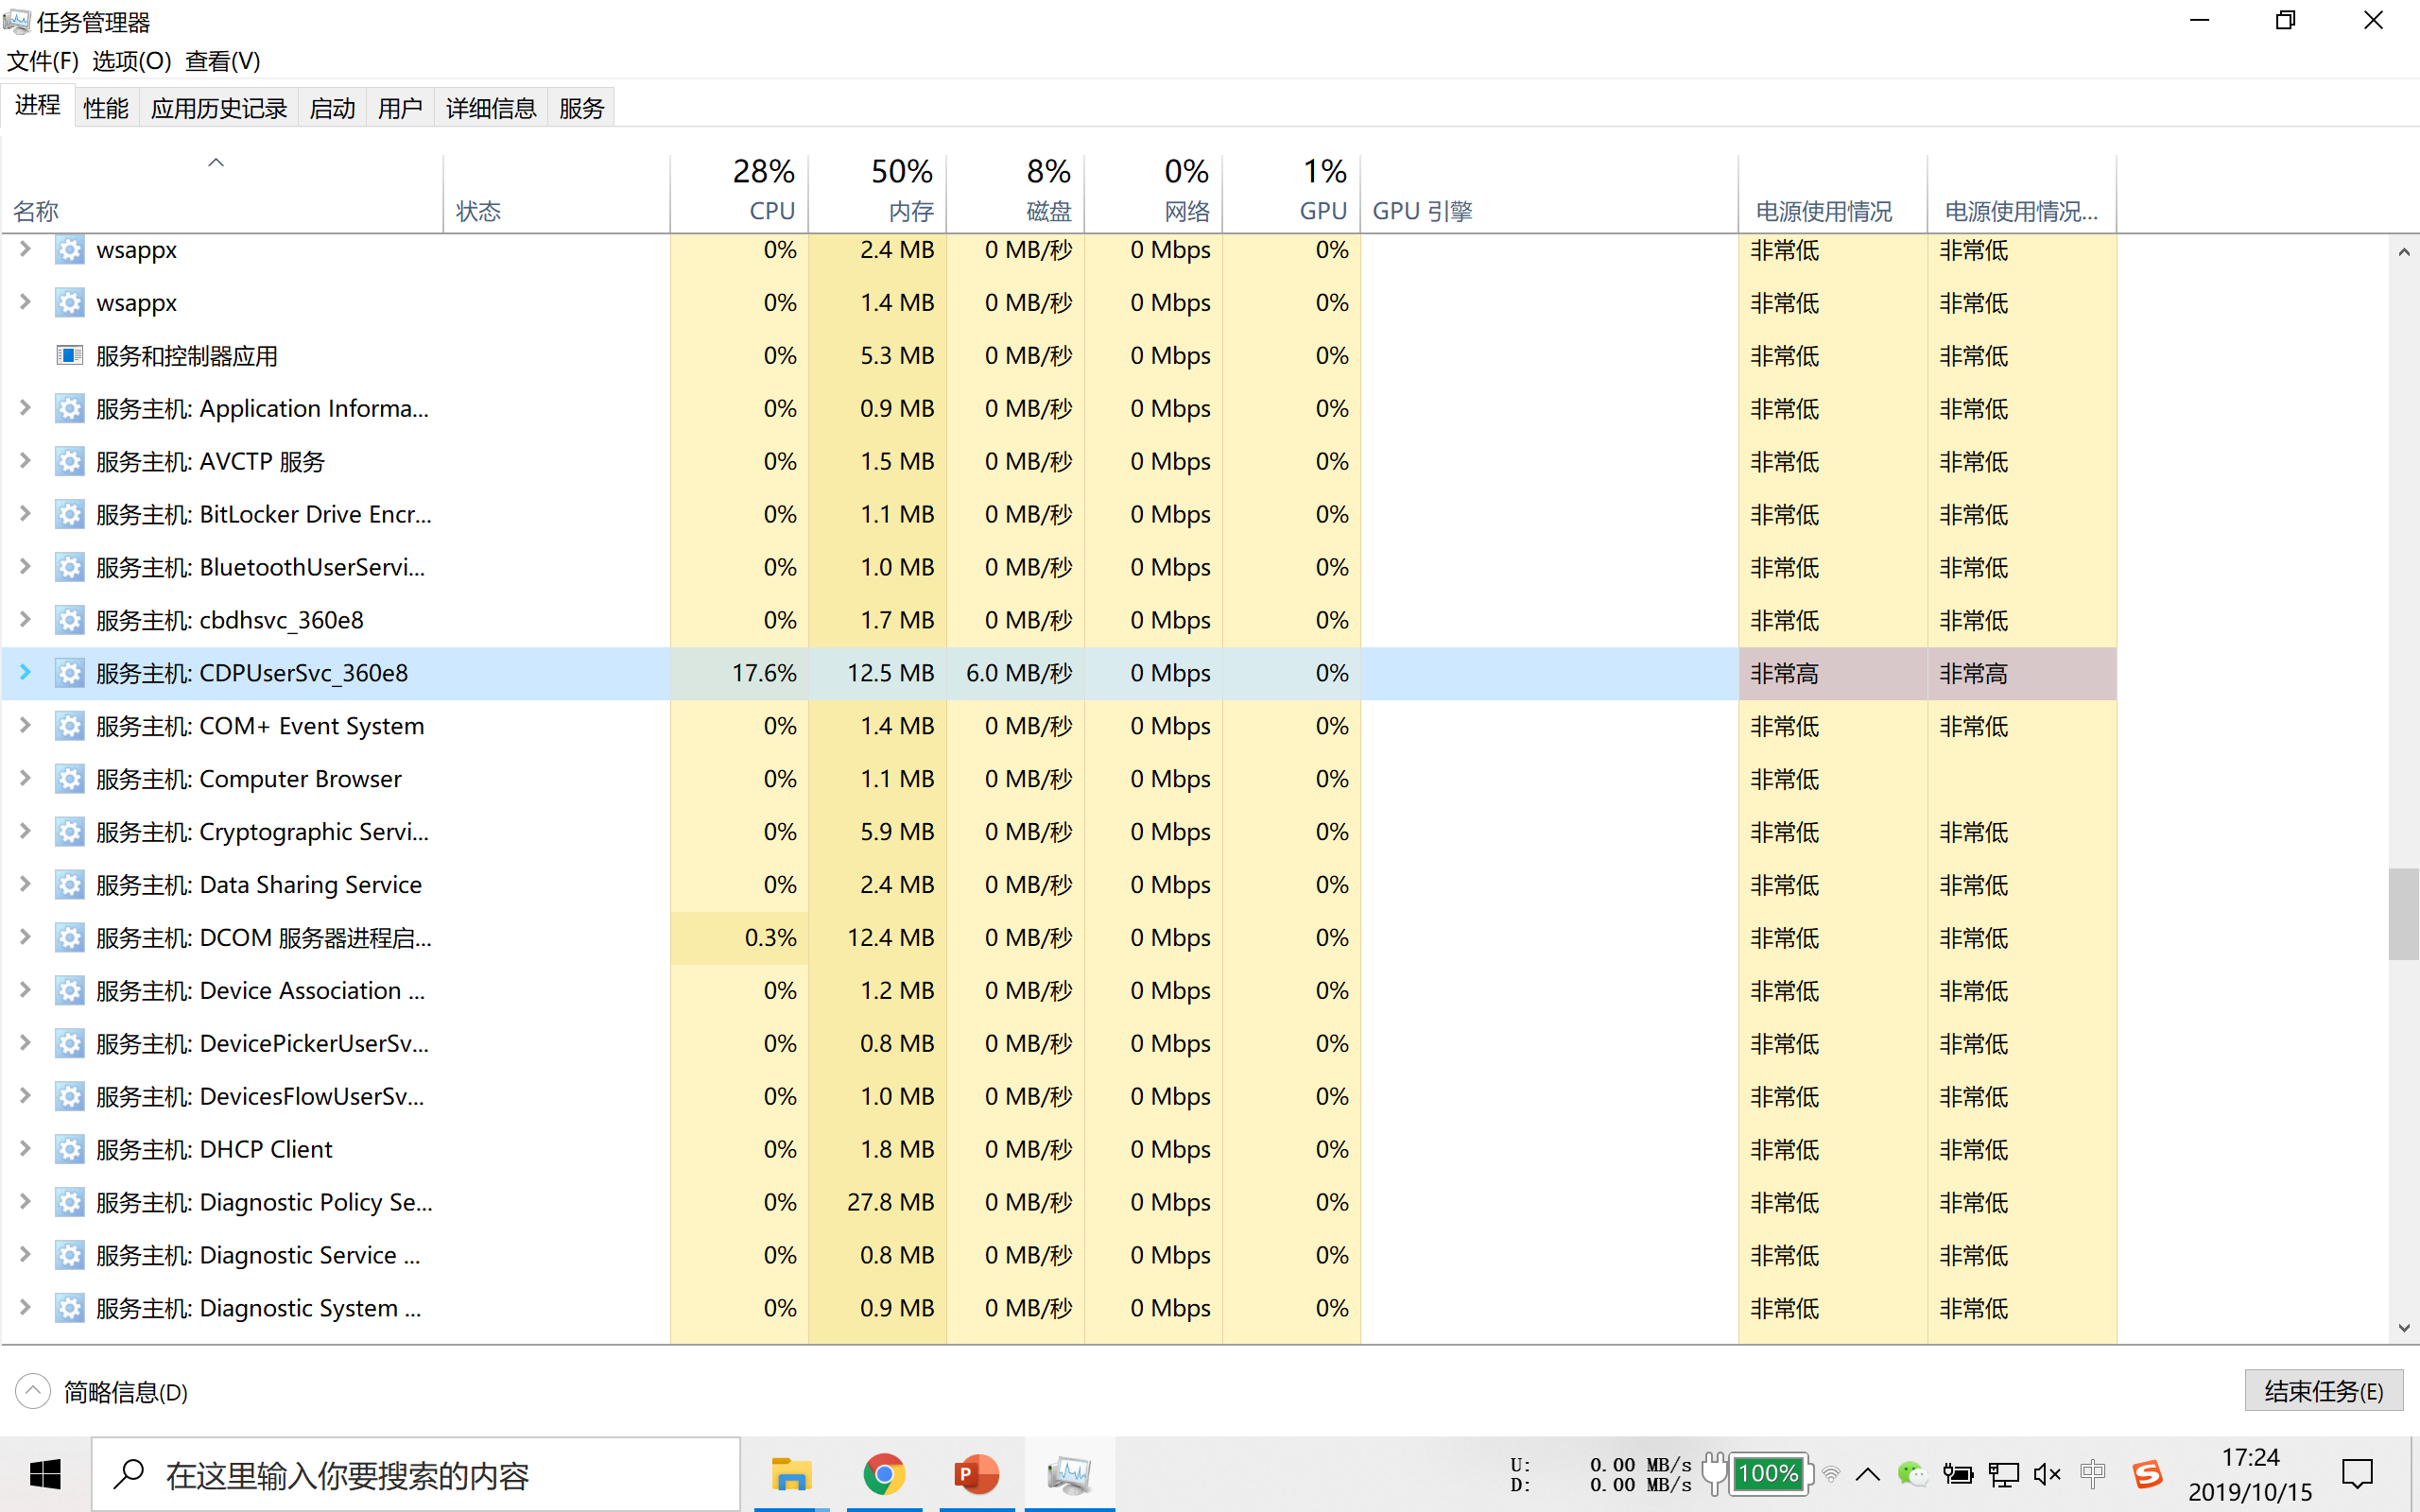 任务管理器
文件(F) 选项(O) 查看(V)
进程 性能 应用历史记录 启动 用户 详细信息 服务
28% 50% 8% 0% 1%
名称 状态 CPU 内存 磁盘 网络 GPU GPU 引擎 电源使用情况 电源使用情况...
wsappx 0% 2.4 MB 0 MB/秒 0 Mbps 0% 非常低 非常低
wsappx 0% 1.4 MB 0 MB/秒 0 Mbps 0% 非常低 非常低
服务和控制器应用 0% 5.3 MB 0 MB/秒 0 Mbps 0% 非常低 非常低
服务主机: Application Informa... 0% 0.9 MB 0 MB/秒 0 Mbps 0% 非常低 非常低
服务主机: AVCTP 服务 0% 1.5 MB 0 MB/秒 0 Mbps 0% 非常低 非常低
服务主机: BitLocker Drive Encr... 0% 1.1 MB 0 MB/秒 0 Mbps 0% 非常低 非常低
服务主机: BluetoothUserServi... 0% 1.0 MB 0 MB/秒 0 Mbps 0% 非常低 非常低
服务主机: cbdhsvc_360e8 0% 1.7 MB 0 MB/秒 0 Mbps 0% 非常低 非常低
服务主机: CDPUserSvc_360e8 17.6% 12.5 MB 6.0 MB/秒 0 Mbps 0% 非常高 非常高
服务主机: COM+ Event System 0% 1.4 MB 0 MB/秒 0 Mbps 0% 非常低 非常低
服务主机: Computer Browser 0% 1.1 MB 0 MB/秒 0 Mbps 0% 非常低
服务主机: Cryptographic Servi... 0% 5.9 MB 0 MB/秒 0 Mbps 0% 非常低 非常低
服务主机: Data Sharing Service 0% 2.4 MB 0 MB/秒 0 Mbps 0% 非常低 非常低
服务主机: DCOM 服务器进程启... 0.3% 12.4 MB 0 MB/秒 0 Mbps 0% 非常低 非常低
服务主机: Device Association ... 0% 1.2 MB 0 MB/秒 0 Mbps 0% 非常低 非常低
服务主机: DevicePickerUserSv... 0% 0.8 MB 0 MB/秒 0 Mbps 0% 非常低 非常低
服务主机: DevicesFlowUserSv... 0% 1.0 MB 0 MB/秒 0 Mbps 0% 非常低 非常低
服务主机: DHCP Client 0% 1.8 MB 0 MB/秒 0 Mbps 0% 非常低 非常低
服务主机: Diagnostic Policy Se... 0% 27.8 MB 0 MB/秒 0 Mbps 0% 非常低 非常低
服务主机: Diagnostic Service ... 0% 0.8 MB 0 MB/秒 0 Mbps 0% 非常低 非常低
服务主机: Diagnostic System ... 0% 0.9 MB 0 MB/秒 0 Mbps 0% 非常低 非常低
简略信息(D) 结束任务(E)
在这里输入你要搜索的内容
P
U: 0.00 MB/s
D: 0.00 MB/s
100%
中
S
17:24
2019/10/15